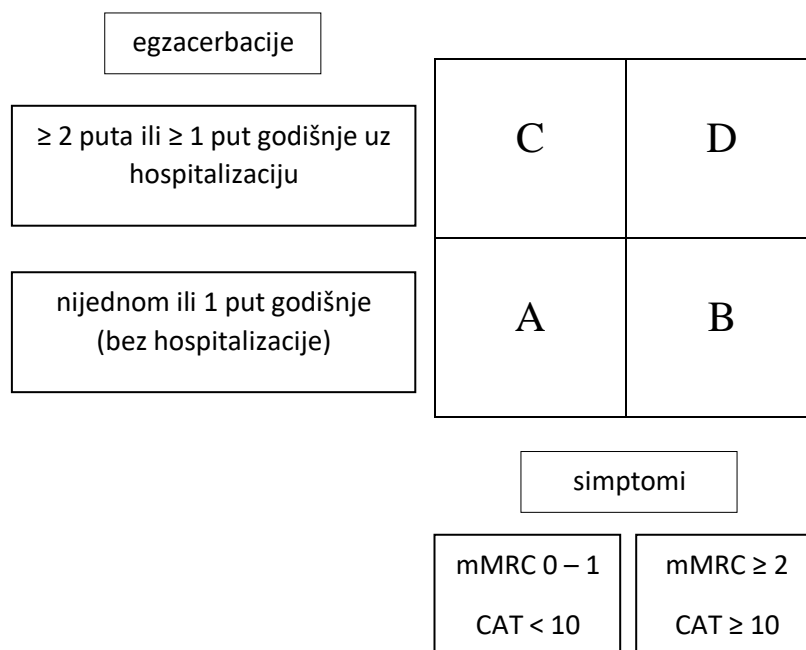 egzacerbacije
≥ 2 puta ili ≥ 1 put godišnje uz
hospitalizaciju
C
D
nijednom ili 1 put godišnje
(bez hospitalizacije)
A
B
simptomi
mMRC 0 – 1
CAT < 10
mMRC ≥ 2
CAT ≥ 10